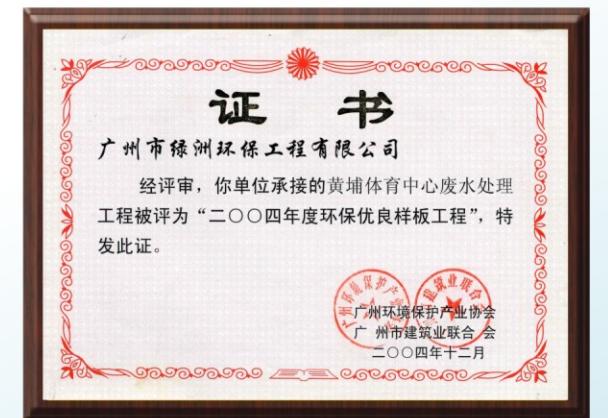 证 书
广州市绿洲环保工程有限公司
经评审，你单位承接的黄埔体育中心废水处理
工程被评为“二〇〇四年度环保优良样板工程”，特
发此证。
广州环境保护产业协会
广 州市建筑业联合 会
二〇〇四年十二月